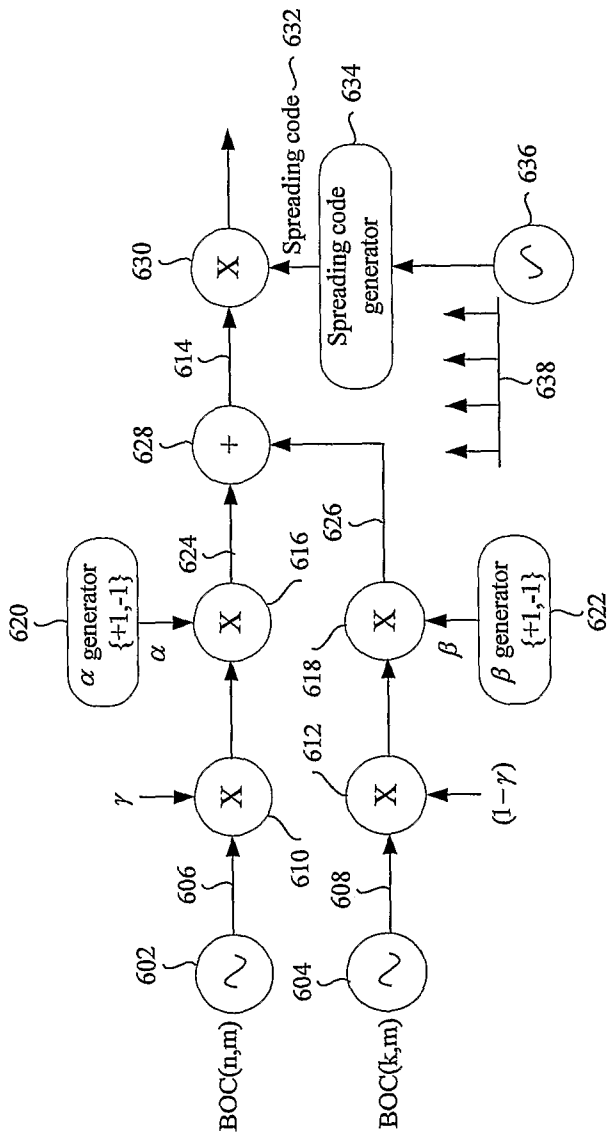 620
α generator
{+1,-1}
α
γ
602
606
BOC(n,m)
610
616
624
628
614
630
Spreading code
632
634
Spreading code
generator
636
638
604
608
BOC(k,m)
612
(1−γ)
618
626
β
β generator
{+1,-1}
622
X
X
+
X
X
X